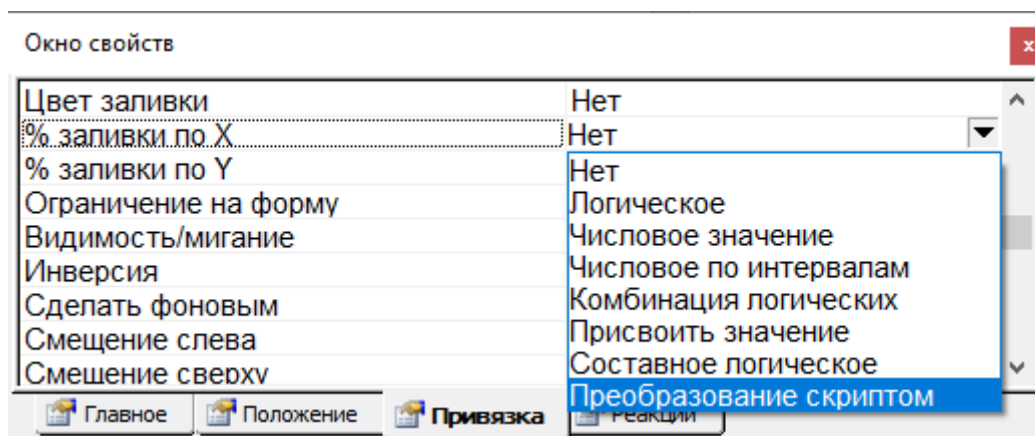 Окно свойств
x
Цвет заливки Нет
% заливки по X Нет
% заливки по Y Нет
Ограничение на форму Логическое
Видимость/мигание Числовое значение
Инверсия Числовое по интервалам
Сделать фоновым Комбинация логических
Смещение слева Присвоить значение
Смещение сверху Составное логическое
Преобразование скриптом
Главное Положение Привязка Реакции